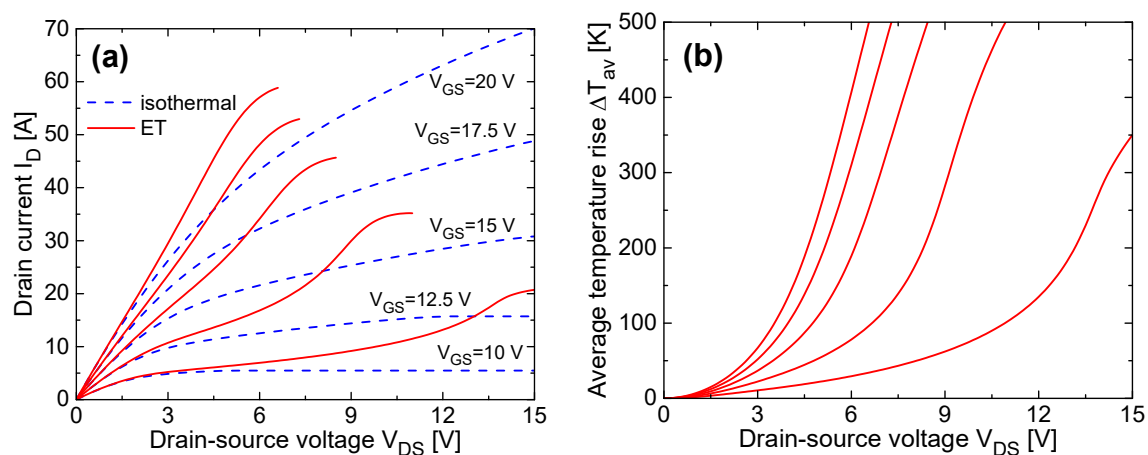 (a)
Drain current I_D [A]
70
60
50
40
30
20
10
0
isothermal
ET
V_GS=20 V
V_GS=17.5 V
V_GS=15 V
V_GS=12.5 V
V_GS=10 V
0 3 6 9 12 15
Drain-source voltage V_DS [V]
(b)
Average temperature rise ΔT_av [K]
500
400
300
200
100
0
0 3 6 9 12 15
Drain-source voltage V_DS [V]